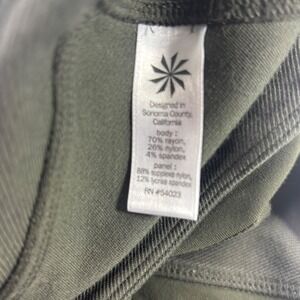 Designed in
Sonoma County,
California
body :
70% rayon,
26% nylon,
4% spandex
panel :
88% supplex nylon,
12% lycra spandex
RN #54023